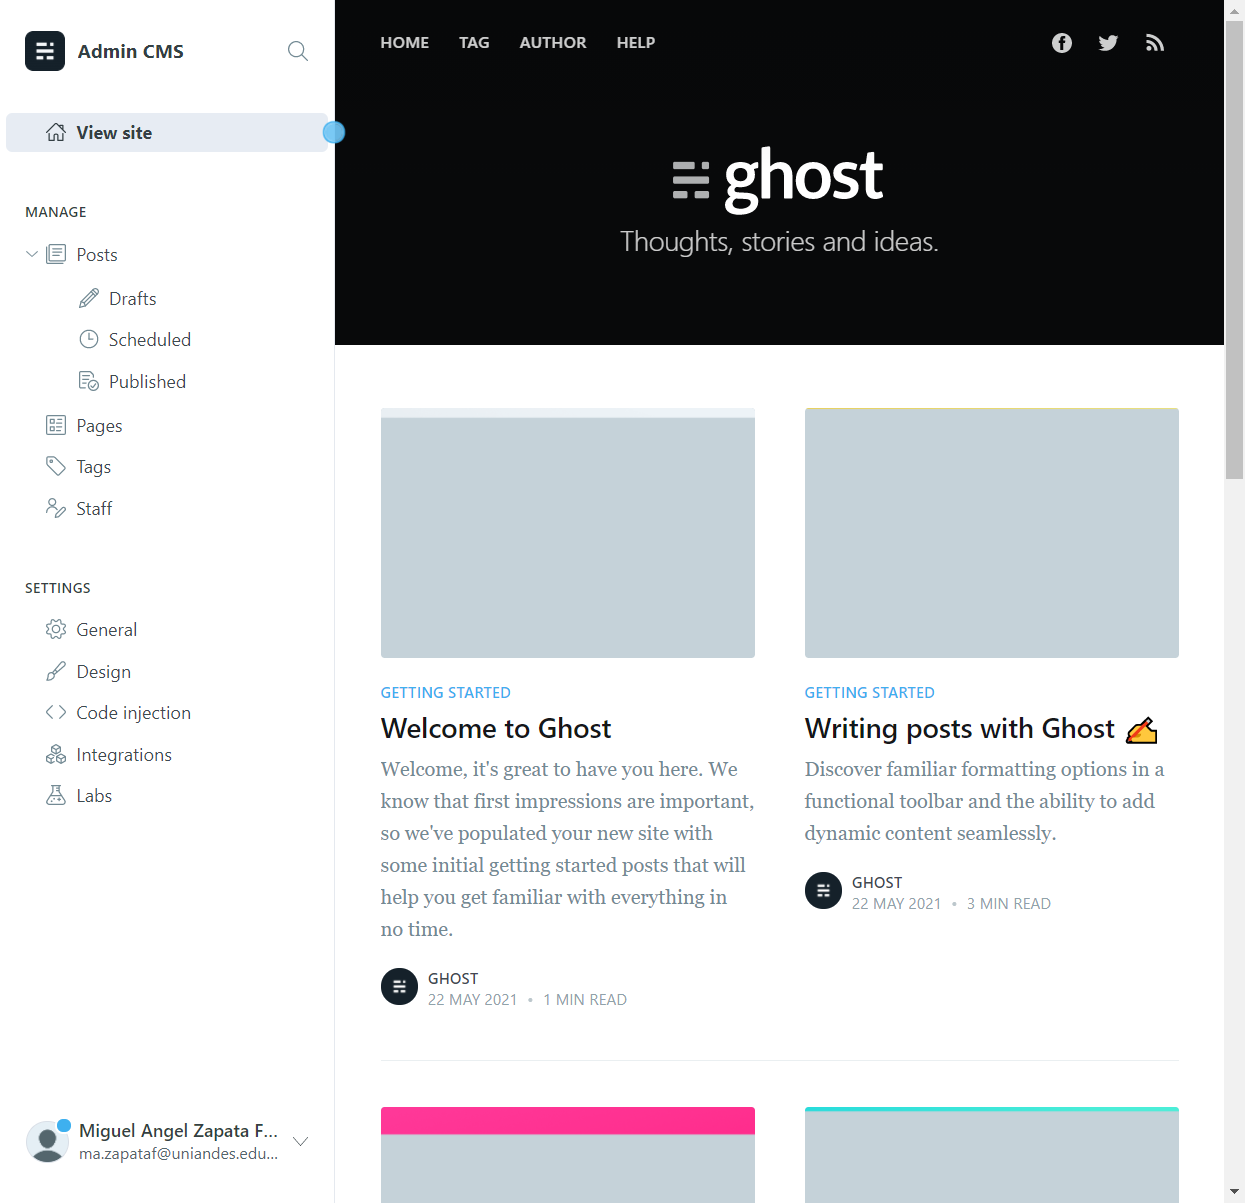 Admin CMS
View site
MANAGE
Posts
Drafts
Scheduled
Published
Pages
Tags
Staff
SETTINGS
General
Design
Code injection
Integrations
Labs
Miguel Angel Zapata F...
ma.zapataf@uniandes.edu...
HOME TAG AUTHOR HELP
ghost
Thoughts, stories and ideas.
GETTING STARTED
Welcome to Ghost
Welcome, it's great to have you here. We
know that first impressions are important,
so we've populated your new site with
some initial getting started posts that will
help you get familiar with everything in
no time.
GHOST
22 MAY 2021 • 1 MIN READ
GETTING STARTED
Writing posts with Ghost ✍️
Discover familiar formatting options in a
functional toolbar and the ability to add
dynamic content seamlessly.
GHOST
22 MAY 2021 • 3 MIN READ